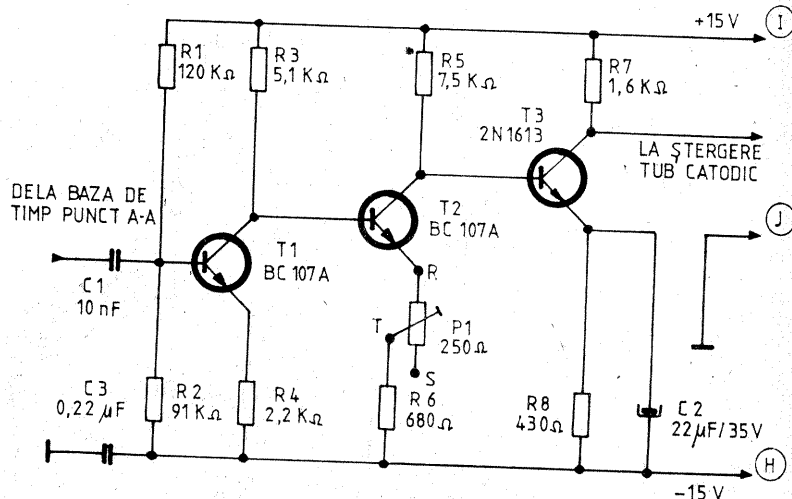 +15 V
I
R1
120 KΩ
R3
5,1 KΩ
*
R5
7,5 KΩ
R7
1,6 KΩ
T3
2N1613
LA ŞTERGERE
TUB CATODIC
DELA BAZA DE
TIMP PUNCT A-A
T2
BC 107A
J
T1
BC 107A
C1
10 nF
R
T
P1
250Ω
S
C3
0,22 µF
R2
91 KΩ
R4
2,2 KΩ
R6
680Ω
R8
430Ω
C2
22µF/35V
H
-15 V